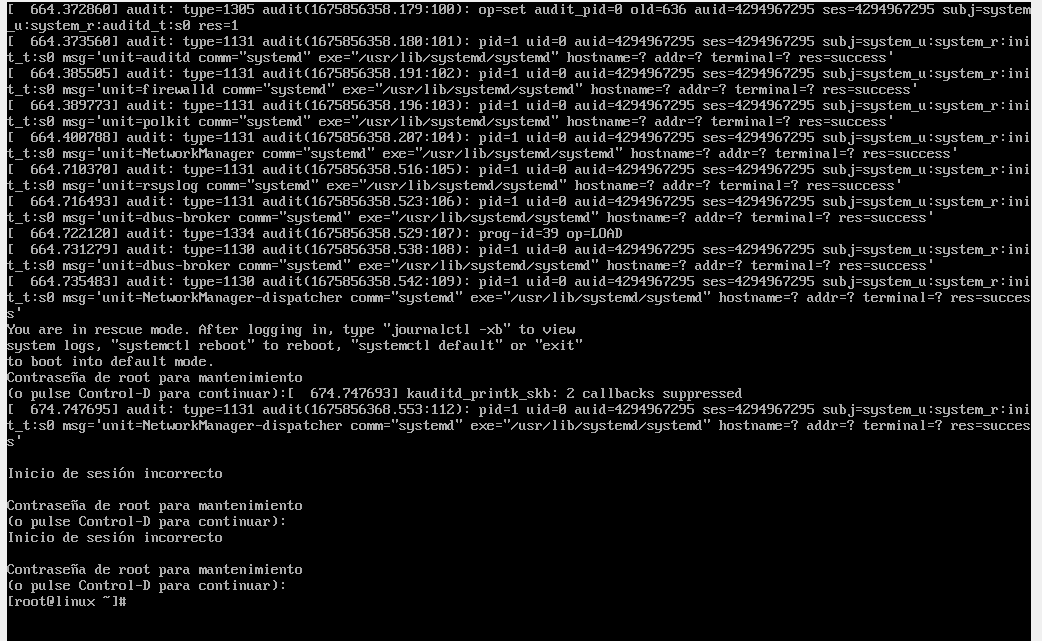 [  664.372860] audit: type=1305 audit(1675856358.179:100): op=set audit_pid=0 old=636 auid=4294967295 ses=4294967295 subj=system
_u:system_r:auditd_t:s0 res=1
[  664.373560] audit: type=1131 audit(1675856358.180:101): pid=1 uid=0 auid=4294967295 ses=4294967295 subj=system_u:system_r:ini
t_t:s0 msg='unit=auditd comm="systemd" exe="/usr/lib/systemd/systemd" hostname=? addr=? terminal=? res=success'
[  664.385505] audit: type=1131 audit(1675856358.191:102): pid=1 uid=0 auid=4294967295 ses=4294967295 subj=system_u:system_r:ini
t_t:s0 msg='unit=firewalld comm="systemd" exe="/usr/lib/systemd/systemd" hostname=? addr=? terminal=? res=success'
[  664.389773] audit: type=1131 audit(1675856358.196:103): pid=1 uid=0 auid=4294967295 ses=4294967295 subj=system_u:system_r:ini
t_t:s0 msg='unit=polkit comm="systemd" exe="/usr/lib/systemd/systemd" hostname=? addr=? terminal=? res=success'
[  664.400788] audit: type=1131 audit(1675856358.207:104): pid=1 uid=0 auid=4294967295 ses=4294967295 subj=system_u:system_r:ini
t_t:s0 msg='unit=NetworkManager comm="systemd" exe="/usr/lib/systemd/systemd" hostname=? addr=? terminal=? res=success'
[  664.710370] audit: type=1131 audit(1675856358.516:105): pid=1 uid=0 auid=4294967295 ses=4294967295 subj=system_u:system_r:ini
t_t:s0 msg='unit=rsyslog comm="systemd" exe="/usr/lib/systemd/systemd" hostname=? addr=? terminal=? res=success'
[  664.716493] audit: type=1131 audit(1675856358.523:106): pid=1 uid=0 auid=4294967295 ses=4294967295 subj=system_u:system_r:ini
t_t:s0 msg='unit=dbus-broker comm="systemd" exe="/usr/lib/systemd/systemd" hostname=? addr=? terminal=? res=success'
[  664.722120] audit: type=1334 audit(1675856358.529:107): prog-id=39 op=LOAD
[  664.731279] audit: type=1130 audit(1675856358.538:108): pid=1 uid=0 auid=4294967295 ses=4294967295 subj=system_u:system_r:ini
t_t:s0 msg='unit=dbus-broker comm="systemd" exe="/usr/lib/systemd/systemd" hostname=? addr=? terminal=? res=success'
[  664.735483] audit: type=1130 audit(1675856358.542:109): pid=1 uid=0 auid=4294967295 ses=4294967295 subj=system_u:system_r:ini
t_t:s0 msg='unit=NetworkManager-dispatcher comm="systemd" exe="/usr/lib/systemd/systemd" hostname=? addr=? terminal=? res=succes
s'
You are in rescue mode. After logging in, type "journalctl -xb" to view
system logs, "systemctl reboot" to reboot, "systemctl default" or "exit"
to boot into default mode.
Contraseña de root para mantenimiento
(o pulse Control-D para continuar):[  674.747693] kauditd_printk_skb: 2 callbacks suppressed
[  674.747695] audit: type=1131 audit(1675856368.553:112): pid=1 uid=0 auid=4294967295 ses=4294967295 subj=system_u:system_r:ini
t_t:s0 msg='unit=NetworkManager-dispatcher comm="systemd" exe="/usr/lib/systemd/systemd" hostname=? addr=? terminal=? res=succes
s'
Inicio de sesión incorrecto
Contraseña de root para mantenimiento
(o pulse Control-D para continuar):
Inicio de sesión incorrecto
Contraseña de root para mantenimiento
(o pulse Control-D para continuar):
[root@linux ~]#